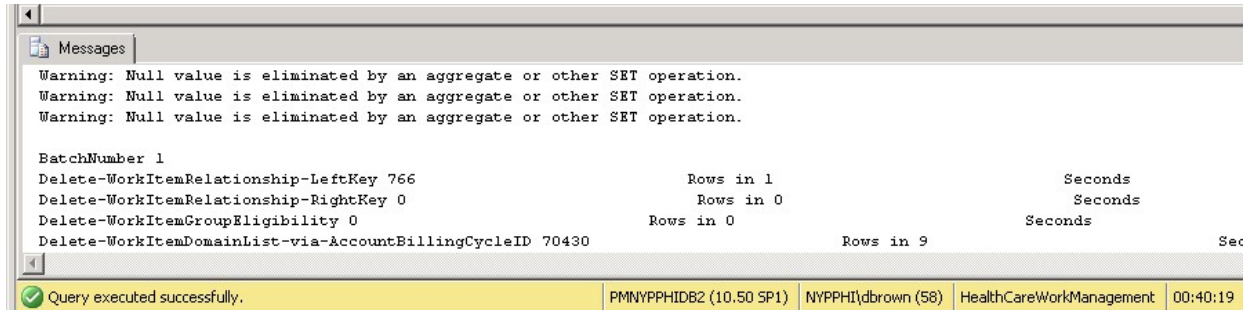 Messages
Warning: Null value is eliminated by an aggregate or other SET operation.
Warning: Null value is eliminated by an aggregate or other SET operation.
Warning: Null value is eliminated by an aggregate or other SET operation.
BatchNumber 1
Delete-WorkItemRelationship-LeftKey 766 Rows in 1 Seconds
Delete-WorkItemRelationship-RightKey 0 Rows in 0 Seconds
Delete-WorkItemGroupEligibility 0 Rows in 0 Seconds
Delete-WorkItemDomainList-via-AccountBillingCycleID 70430 Rows in 9 Sec
Query executed successfully. PMNYPPHIDB2 (10.50 SP1) NYPPHI\dbrown (58) HealthCareWorkManagement 00:40:19